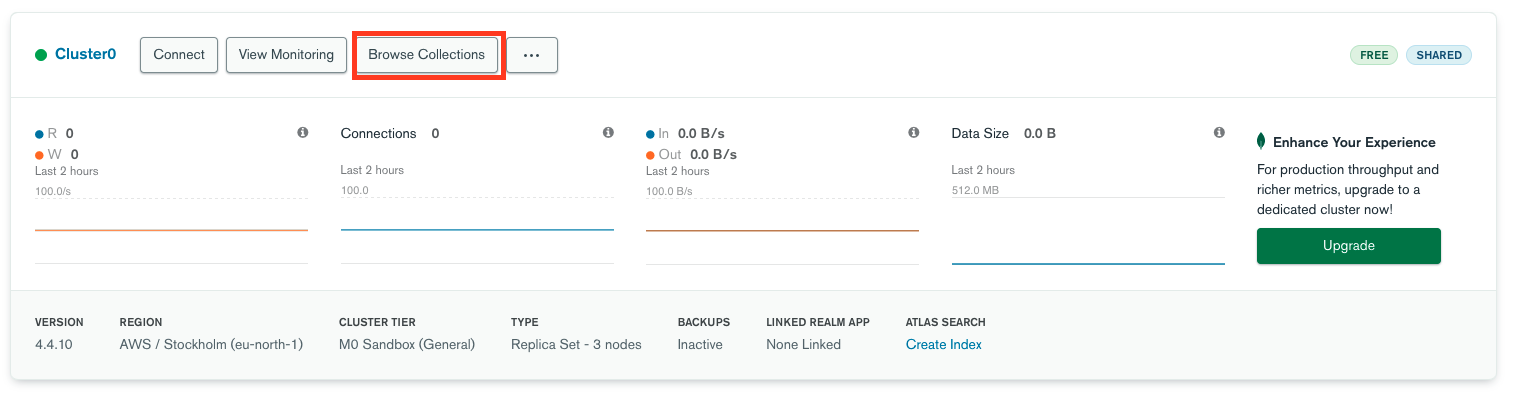 Cluster0 Connect View Monitoring Browse Collections ... FREE SHARED
R 0
W 0
Last 2 hours
100.0/s
Connections 0
Last 2 hours
100.0
In 0.0 B/s
Out 0.0 B/s
Last 2 hours
100.0 B/s
Data Size 0.0 B
Last 2 hours
512.0 MB
Enhance Your Experience
For production throughput and
richer metrics, upgrade to a
dedicated cluster now!
Upgrade
VERSION REGION CLUSTER TIER TYPE BACKUPS LINKED REALM APP ATLAS SEARCH
4.4.10 AWS / Stockholm (eu-north-1) M0 Sandbox (General) Replica Set - 3 nodes Inactive None Linked Create Index